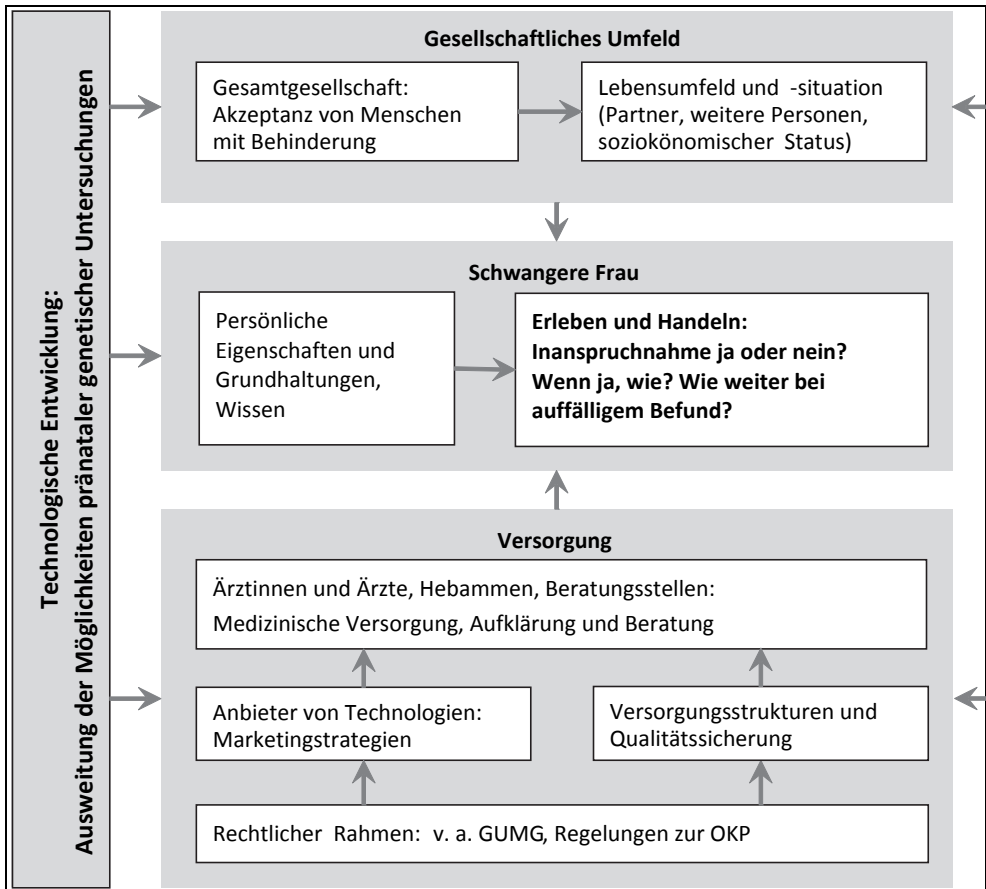 Technologische Entwicklung:
Ausweitung der Möglichkeiten pränataler genetischer Untersuchungen
Gesellschaftliches Umfeld
Gesamtgesellschaft:
Akzeptanz von Menschen
mit Behinderung
Lebensumfeld und -situation
(Partner, weitere Personen,
soziokönomischer Status)
Schwangere Frau
Persönliche
Eigenschaften und
Grundhaltungen,
Wissen
Erleben und Handeln:
Inanspruchnahme ja oder nein?
Wenn ja, wie? Wie weiter bei
auffälligem Befund?
Versorgung
Ärztinnen und Ärzte, Hebammen, Beratungsstellen:
Medizinische Versorgung, Aufklärung und Beratung
Anbieter von Technologien:
Marketingstrategien
Versorgungsstrukturen und
Qualitätssicherung
Rechtlicher Rahmen: v. a. GUMG, Regelungen zur OKP